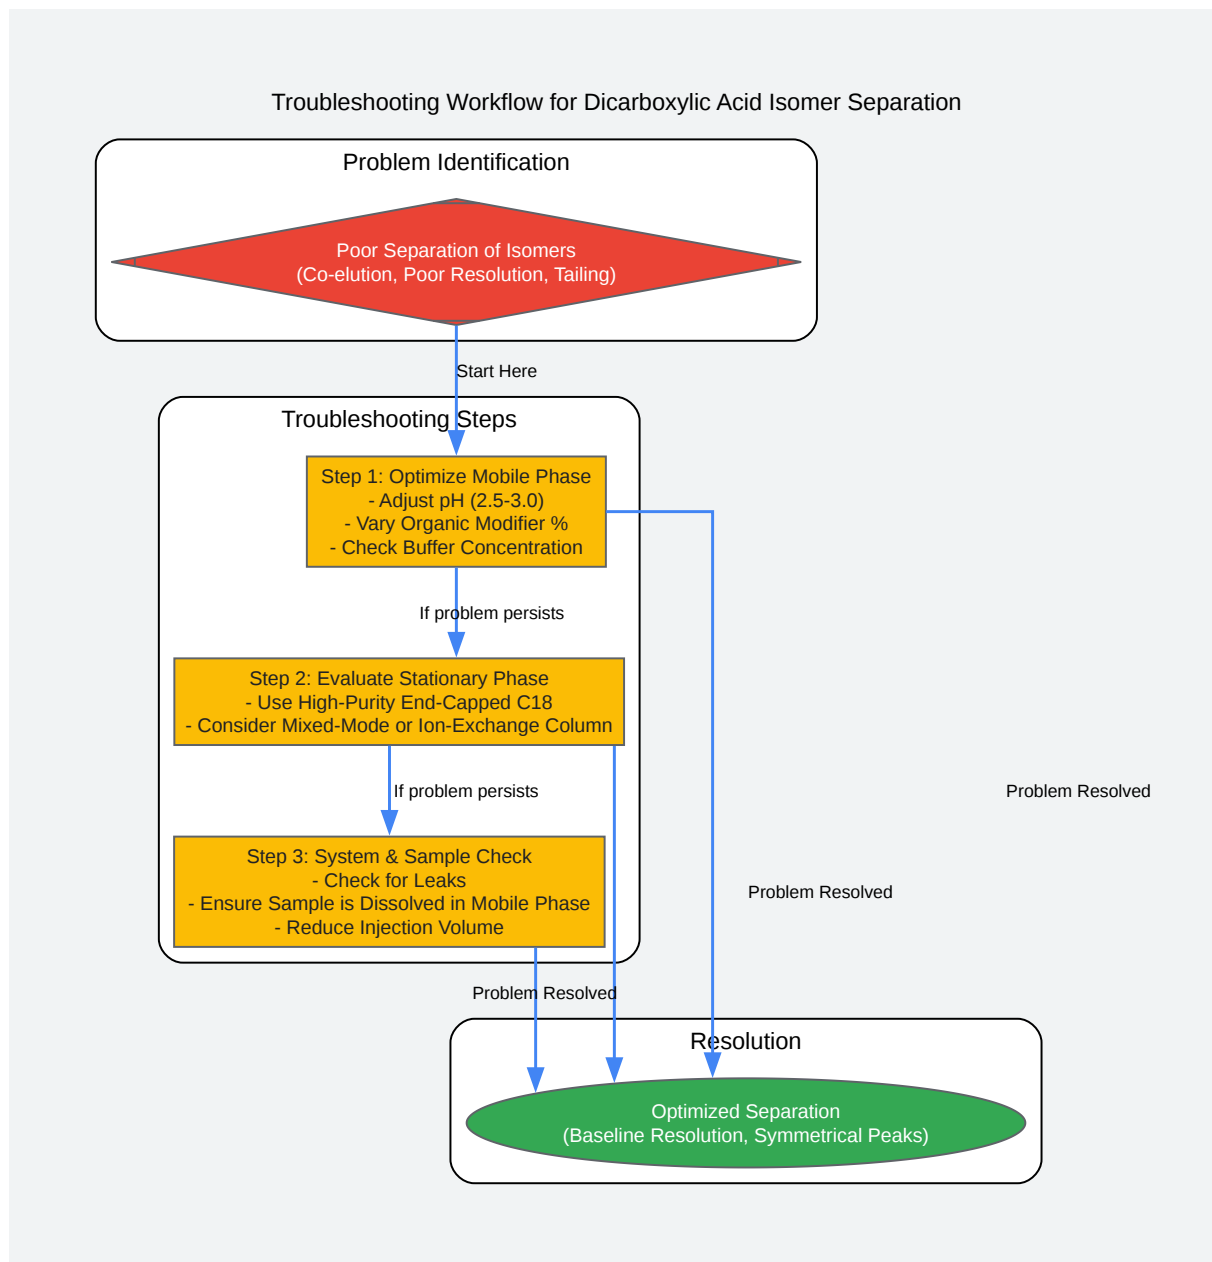 Troubleshooting Workflow for Dicarboxylic Acid Isomer Separation
Problem Identification
Poor Separation of Isomers
(Co-elution, Poor Resolution, Tailing)
Start Here
Troubleshooting Steps
Step 1: Optimize Mobile Phase
- Adjust pH (2.5-3.0)
- Vary Organic Modifier %
- Check Buffer Concentration
If problem persists
Step 2: Evaluate Stationary Phase
- Use High-Purity End-Capped C18
- Consider Mixed-Mode or Ion-Exchange Column
If problem persists
Problem Resolved
Step 3: System & Sample Check
- Check for Leaks
- Ensure Sample is Dissolved in Mobile Phase
- Reduce Injection Volume
Problem Resolved
Problem Resolved
Resolution
Optimized Separation
(Baseline Resolution, Symmetrical Peaks)